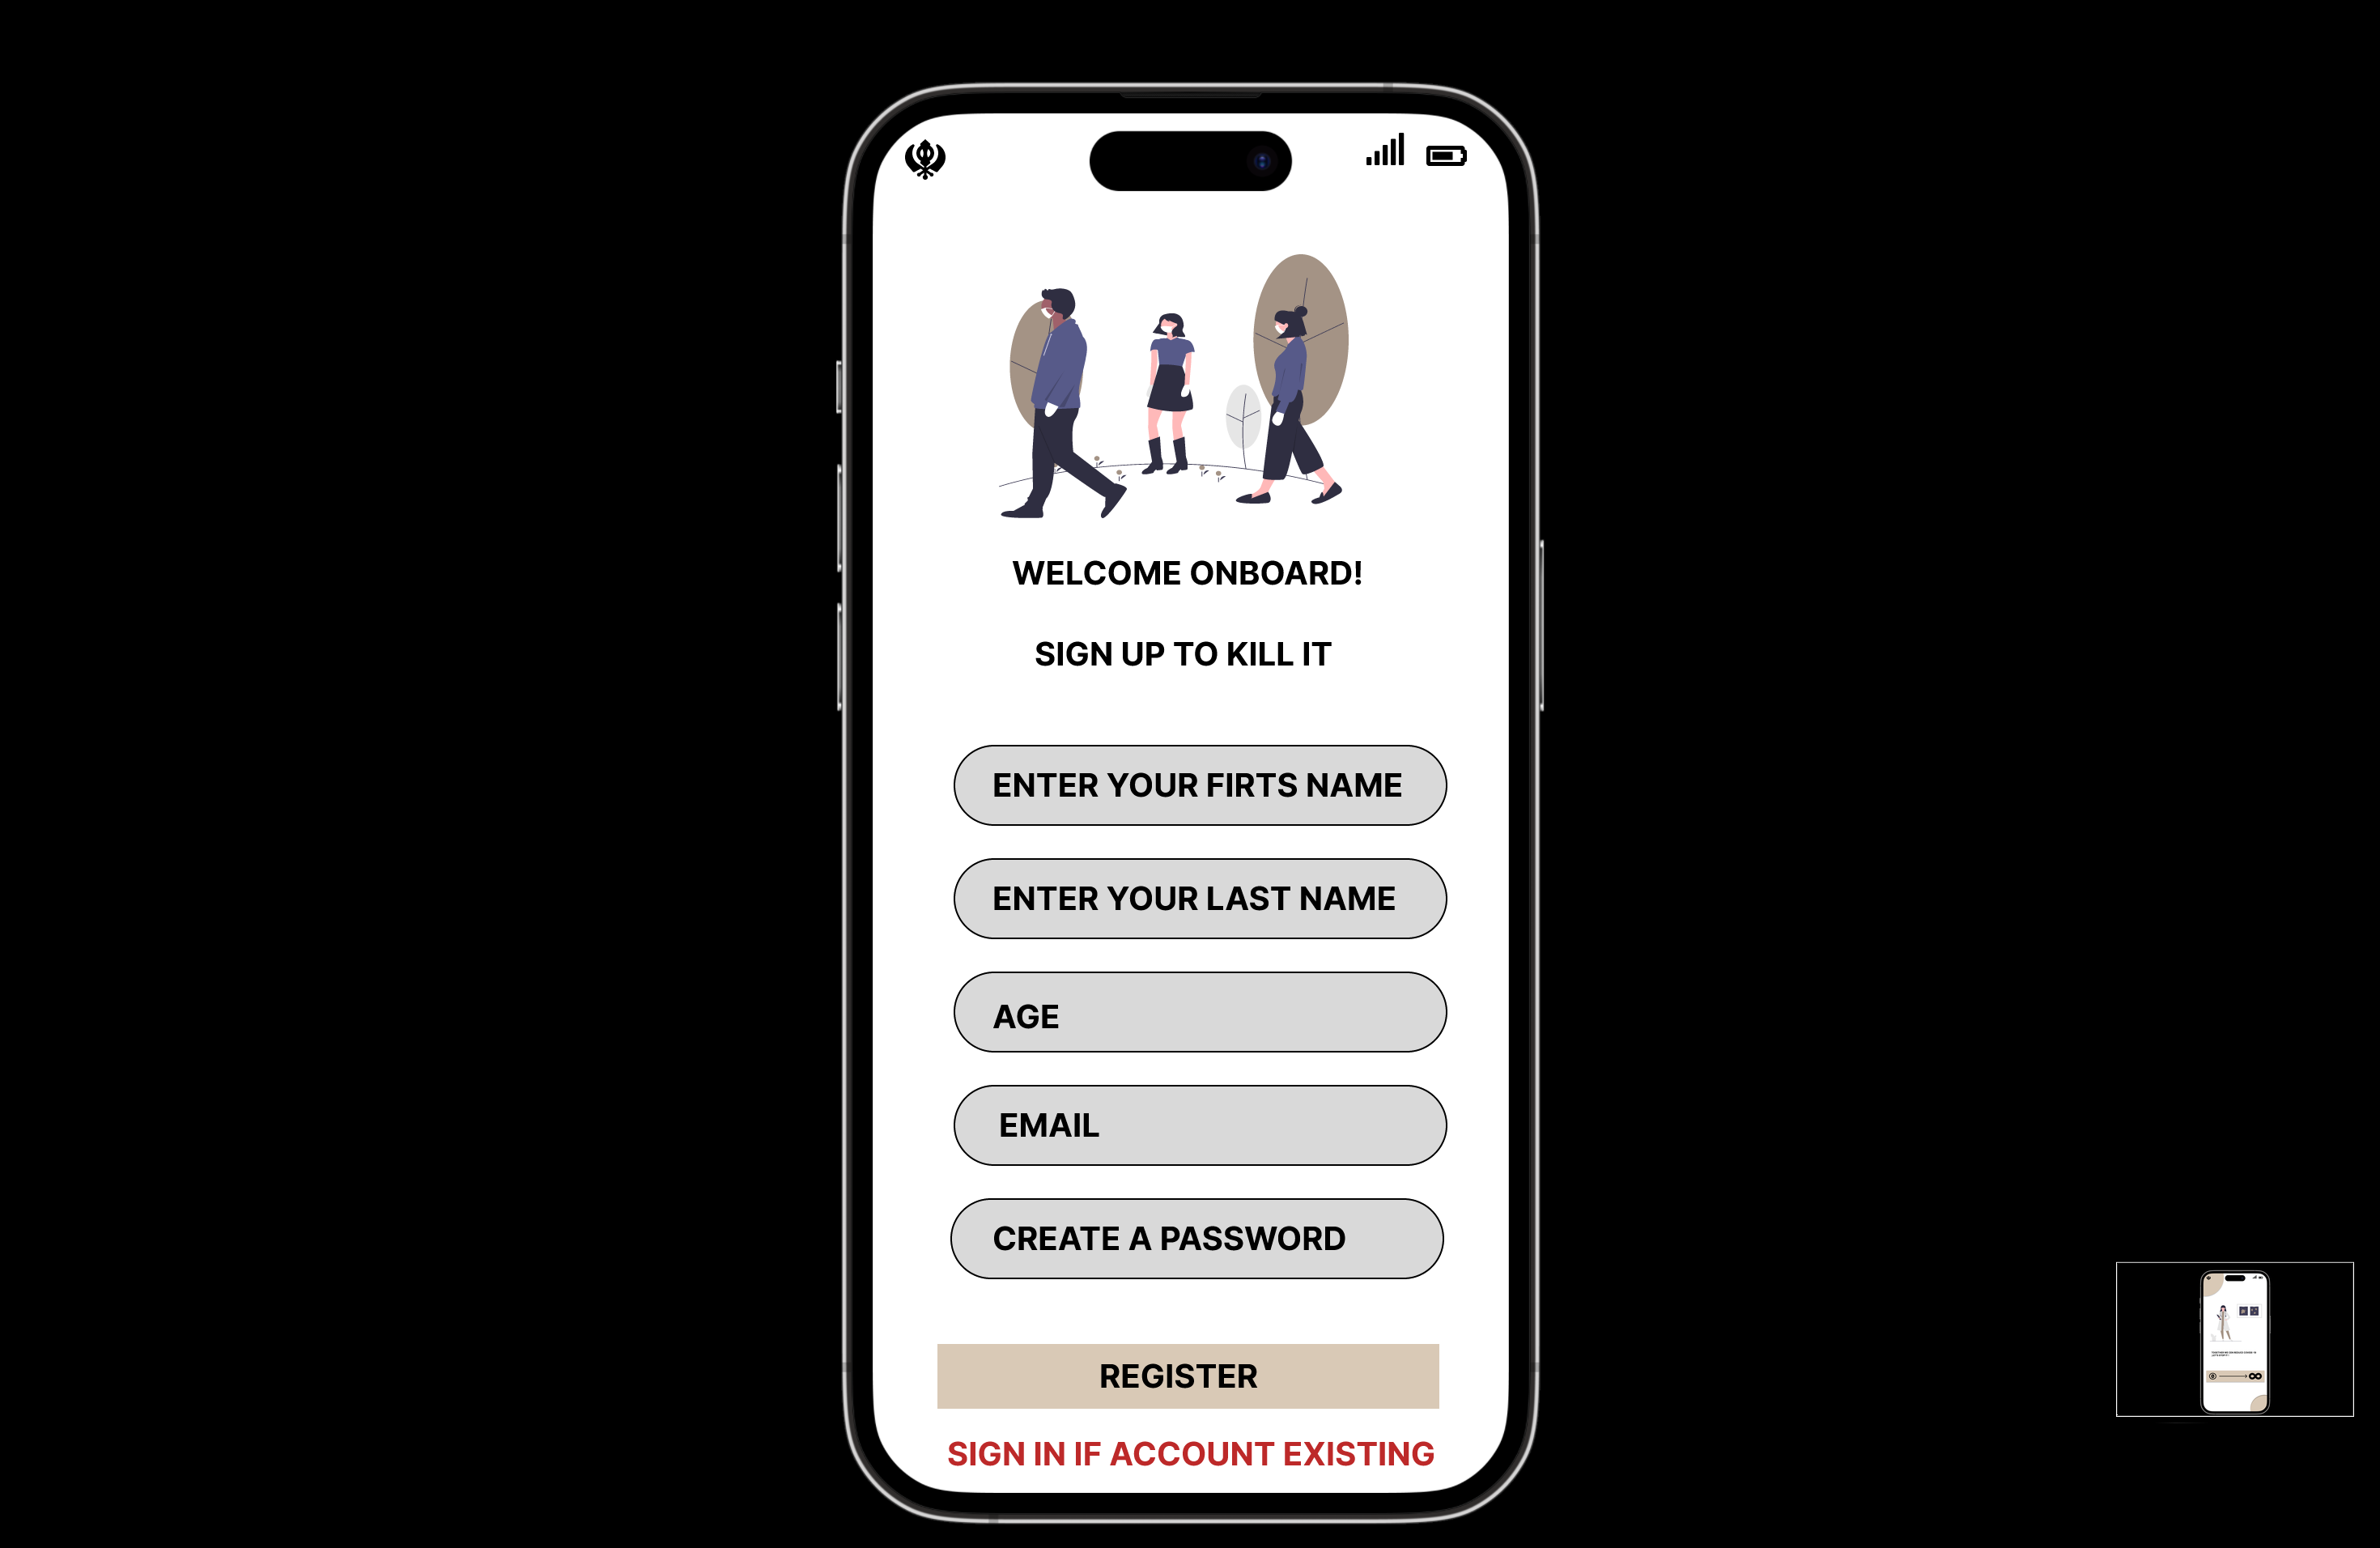 WELCOME ONBOARD!
SIGN UP TO KILL IT
ENTER YOUR FIRTS NAME
ENTER YOUR LAST NAME
AGE
EMAIL
CREATE A PASSWORD
REGISTER
SIGN IN IF ACCOUNT EXISTING